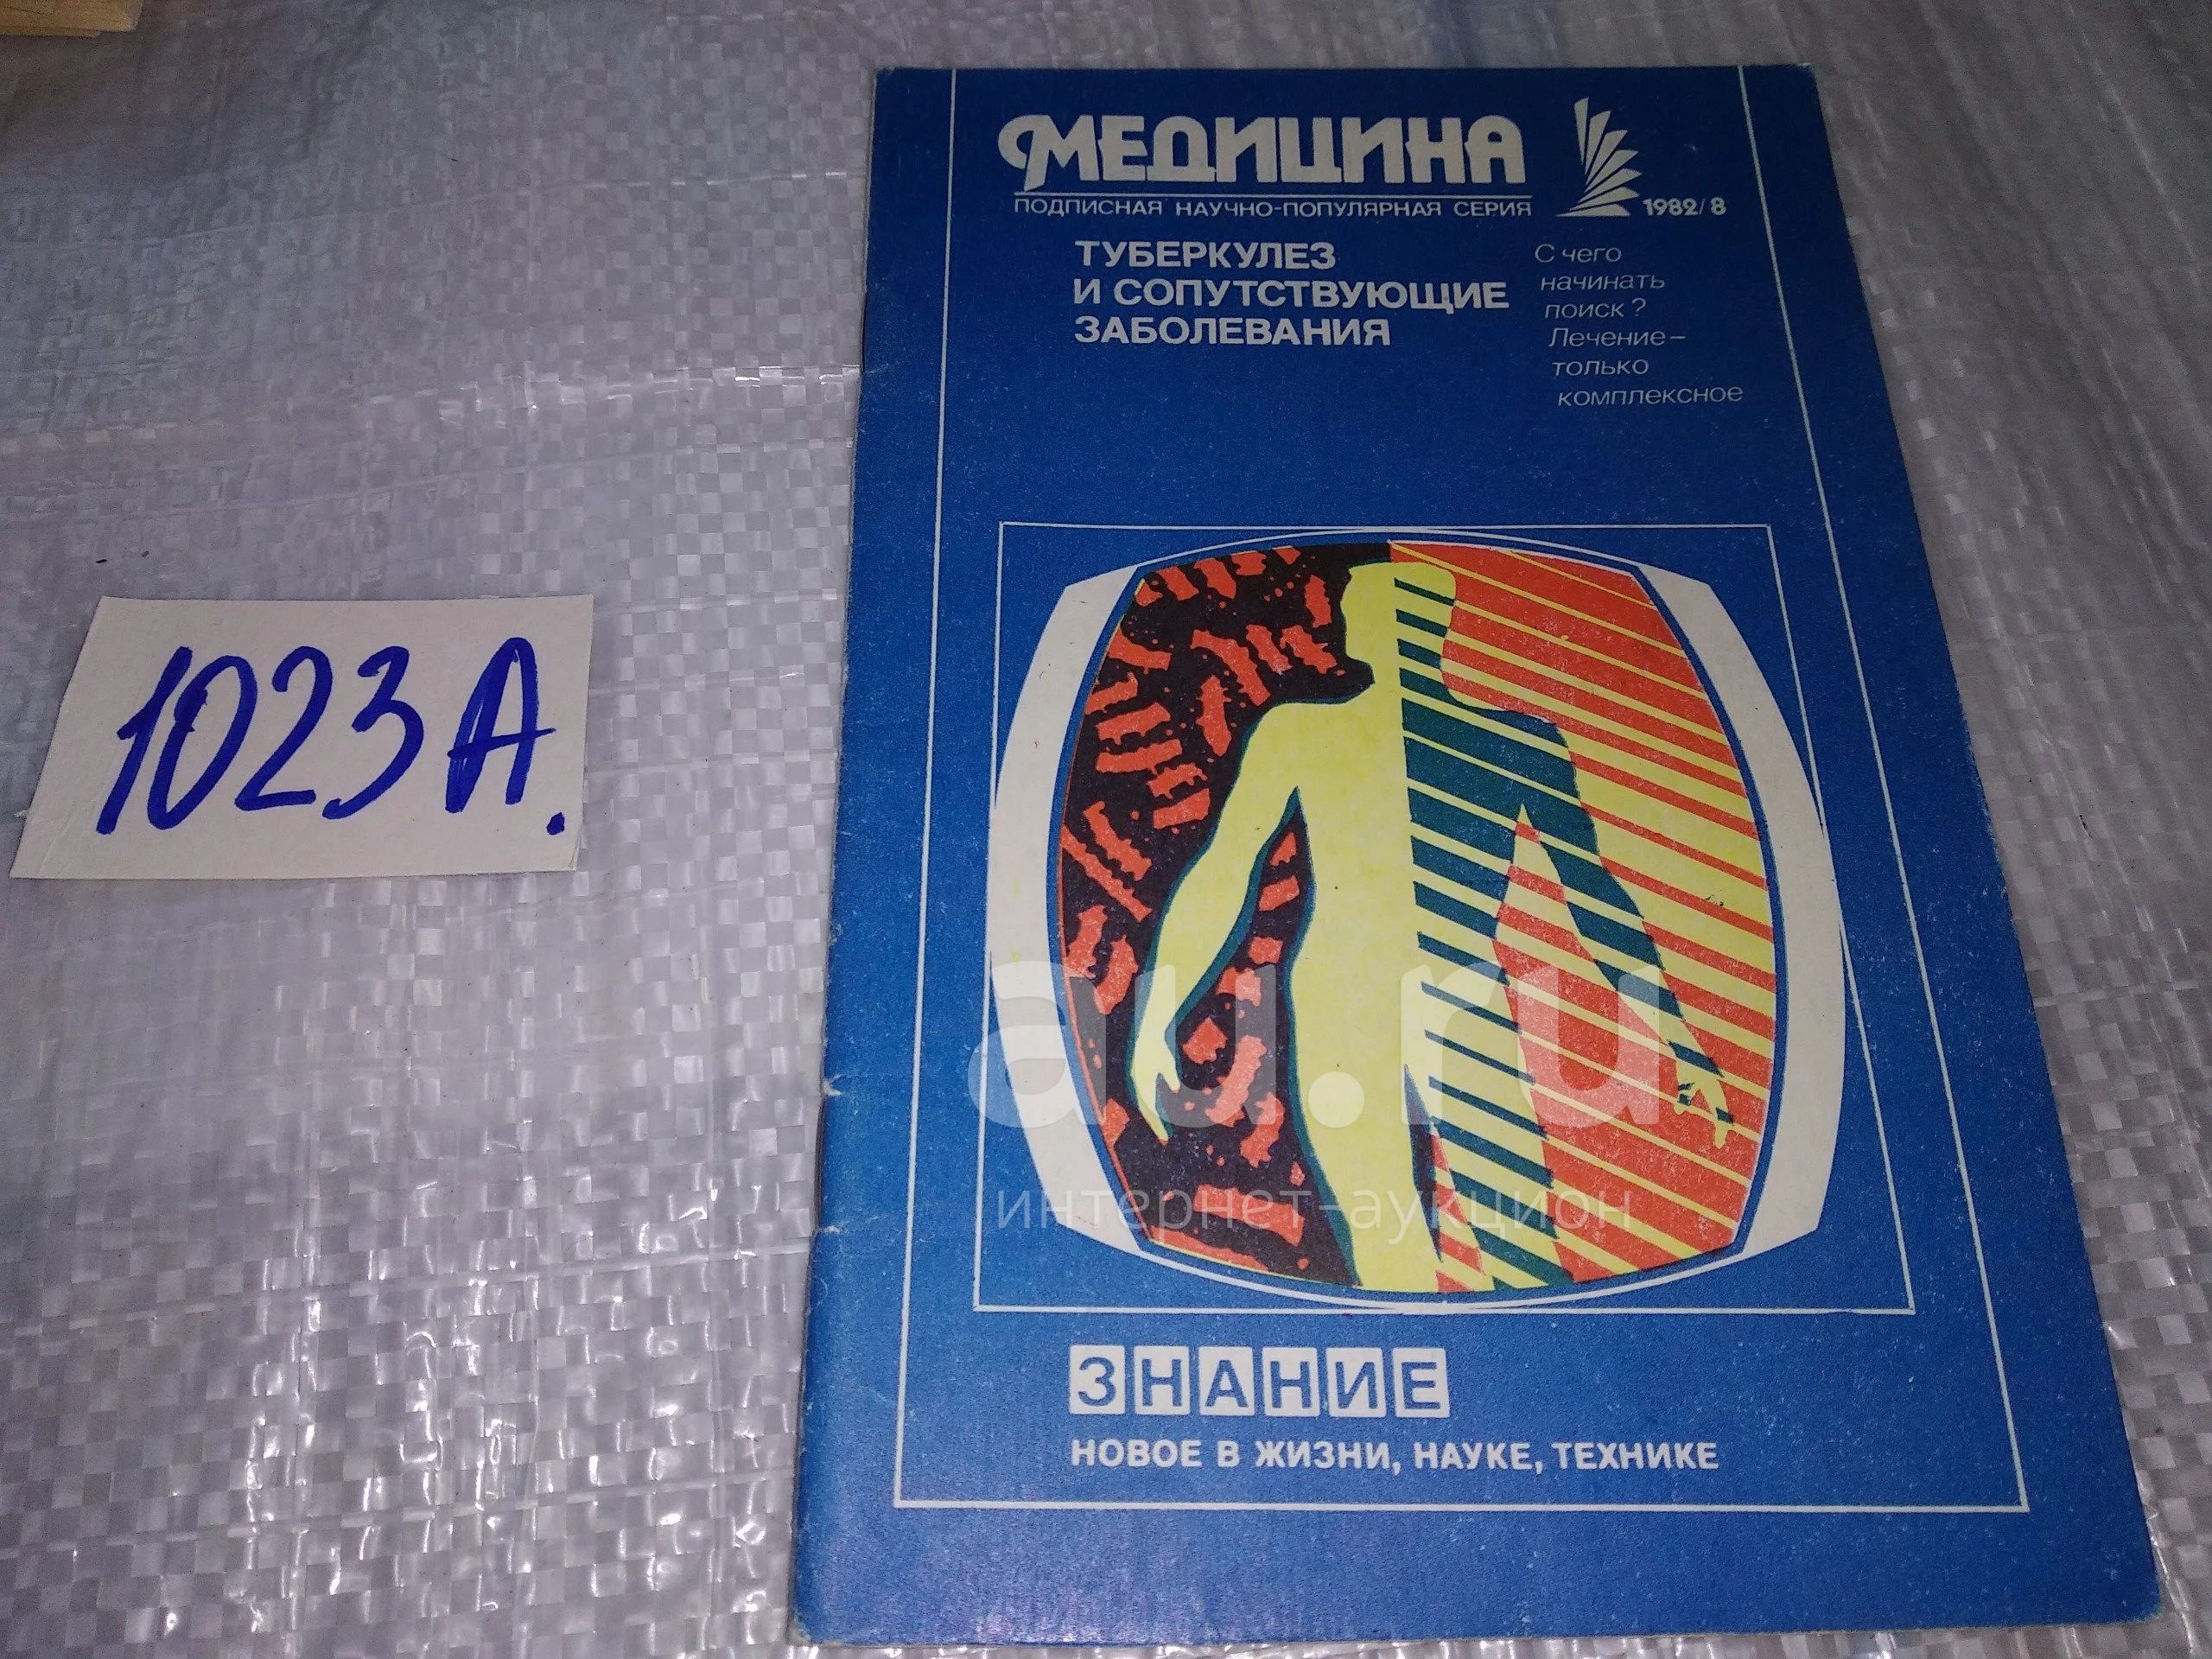 МЕДИЦИНА
ПОДПИСНАЯ НАУЧНО-ПОПУЛЯРНАЯ СЕРИЯ
1982/8
ТУБЕРКУЛЕЗ
И СОПУТСТВУЮЩИЕ
ЗАБОЛЕВАНИЯ
С чего
начинать
поиск?
Лечение–
только
комплексное
1023А.
au.ru
интернет-аукцион
ЗНАНИЕ
НОВОЕ В ЖИЗНИ, НАУКЕ, ТЕХНИКЕ